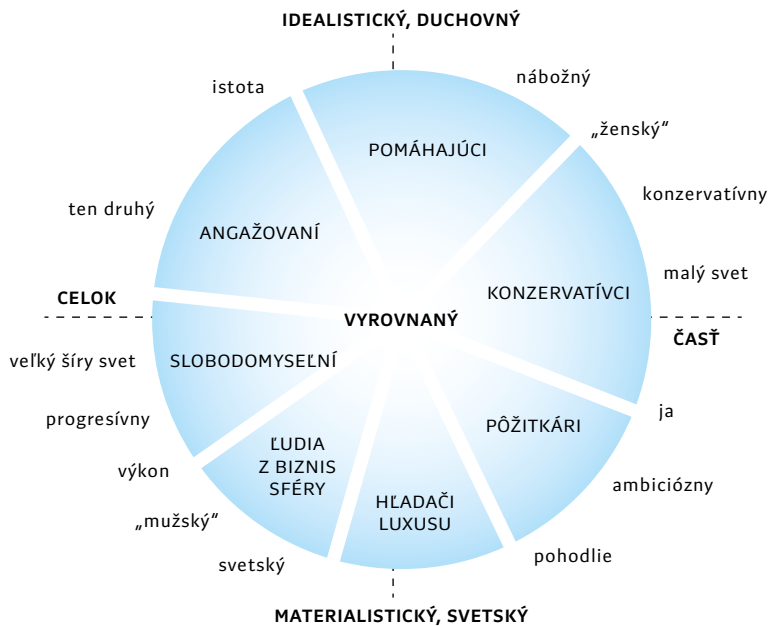 IDEALISTICKÝ, DUCHOVNÝ
istota
nábožný
„ženský“
POMÁHAJÚCI
konzervatívny
ten druhý
ANGAŽOVANÍ
malý svet
KONZERVATÍVCI
CELOK
VYROVNANÝ
ČASŤ
veľký šíry svet
SLOBODOMYSEĽNÍ
progresívny
ja
PÔŽITKÁRI
výkon
ĽUDIA
Z BIZNIS
SFÉRY
ambiciózny
HĽADAČI
LUXUSU
„mužský“
svetský
pohodlie
MATERIALISTICKÝ, SVETSKÝ